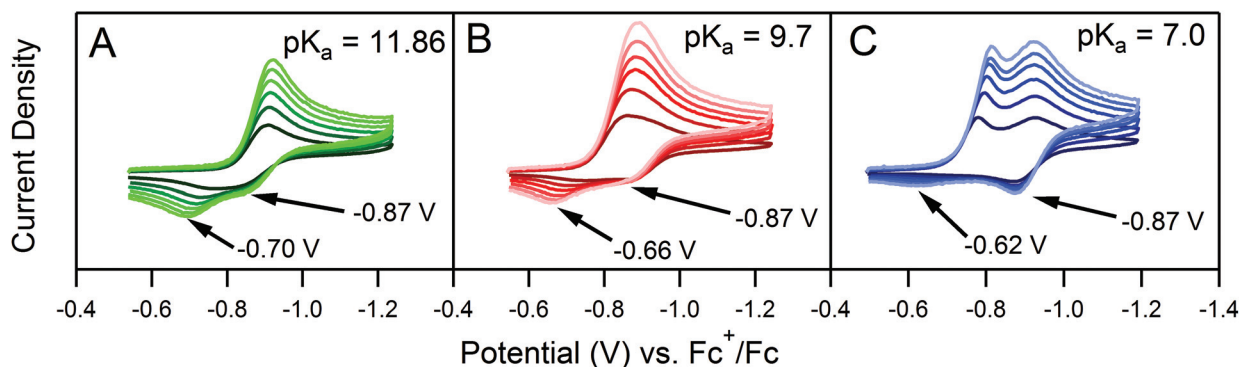 A
pKa = 11.86
B
pKa = 9.7
C
pKa = 7.0
Current Density
-0.87 V
-0.70 V
-0.87 V
-0.66 V
-0.87 V
-0.62 V
-0.4 -0.6 -0.8 -1.0 -1.2 -0.4 -0.6 -0.8 -1.0 -1.2 -0.4 -0.6 -0.8 -1.0 -1.2 -1.4
Potential (V) vs. Fc+/Fc